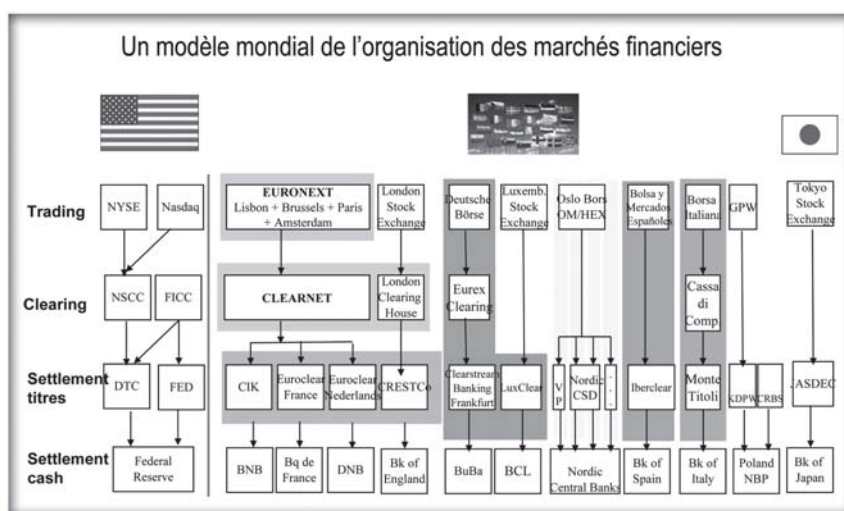 Un modèle mondial de l'organisation des marchés financiers
Trading
NYSE
Nasdaq
EURONEXT
Lisbon + Brussels + Paris
+ Amsterdam
London
Stock
Exchange
Deutsche
Börse
Luxemb.
Stock
Exchange
Oslo Bors
OM/HEX
Bolsa y
Mercados
Españoles
Borsa
Italiana
GPW
Tokyo
Stock
Exchange
Clearing
NSCC
FICC
CLEARNET
London
Clearing
House
Eurex
Clearing
Cassa
di
Comp.
Settlement
titres
DTC
FED
CIK
Euroclear
France
Euroclear
Nederlands
CRESTCo
Clearstream
Banking
Frankfurt
LuxClear
V
P
Nordic
CSD
...
Iberclear
Monte
Titoli
KDPW
CRBS
JASDEC
Settlement
cash
Federal
Reserve
BNB
Bq de
France
DNB
Bk of
England
BuBa
BCL
Nordic
Central Banks
Bk of
Spain
Bk of
Italy
Poland
NBP
Bk of
Japan